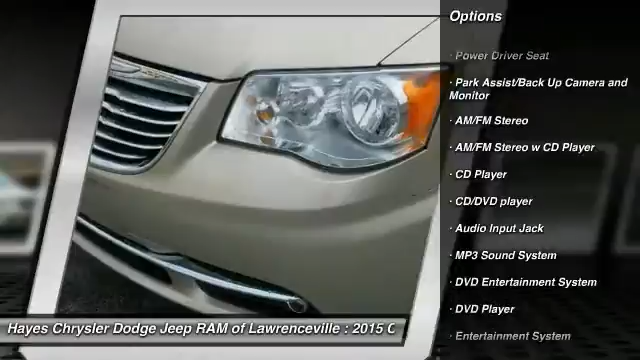 Options
· Power Driver Seat
· Park Assist/Back Up Camera and
Monitor
· AM/FM Stereo
· AM/FM Stereo w CD Player
· CD Player
· CD/DVD player
· Audio Input Jack
· MP3 Sound System
· DVD Entertainment System
· DVD Player
· Entertainment System
Hayes Chrysler Dodge Jeep RAM of Lawrenceville : 2015 C